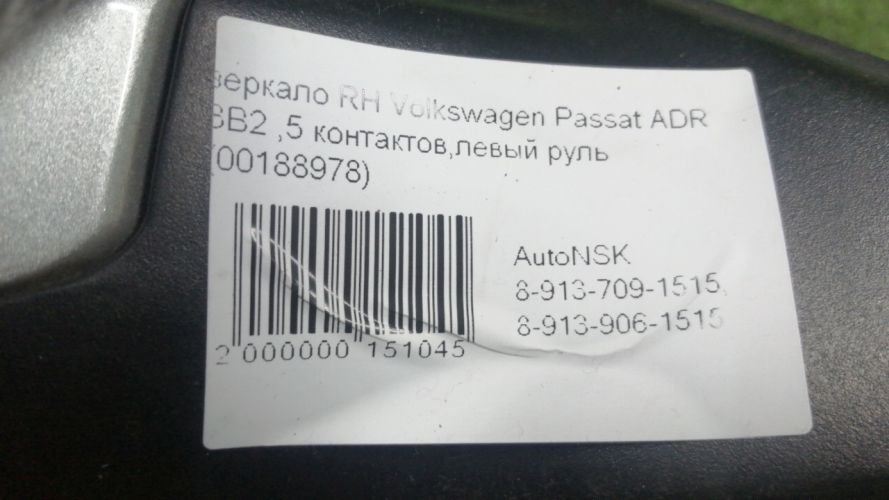 зеркало RH Volkswagen Passat ADR
3B2 ,5 контактов,левый руль
(00188978)
AutoNSK
8-913-709-1515,
8-913-906-1515
2 000000 151045